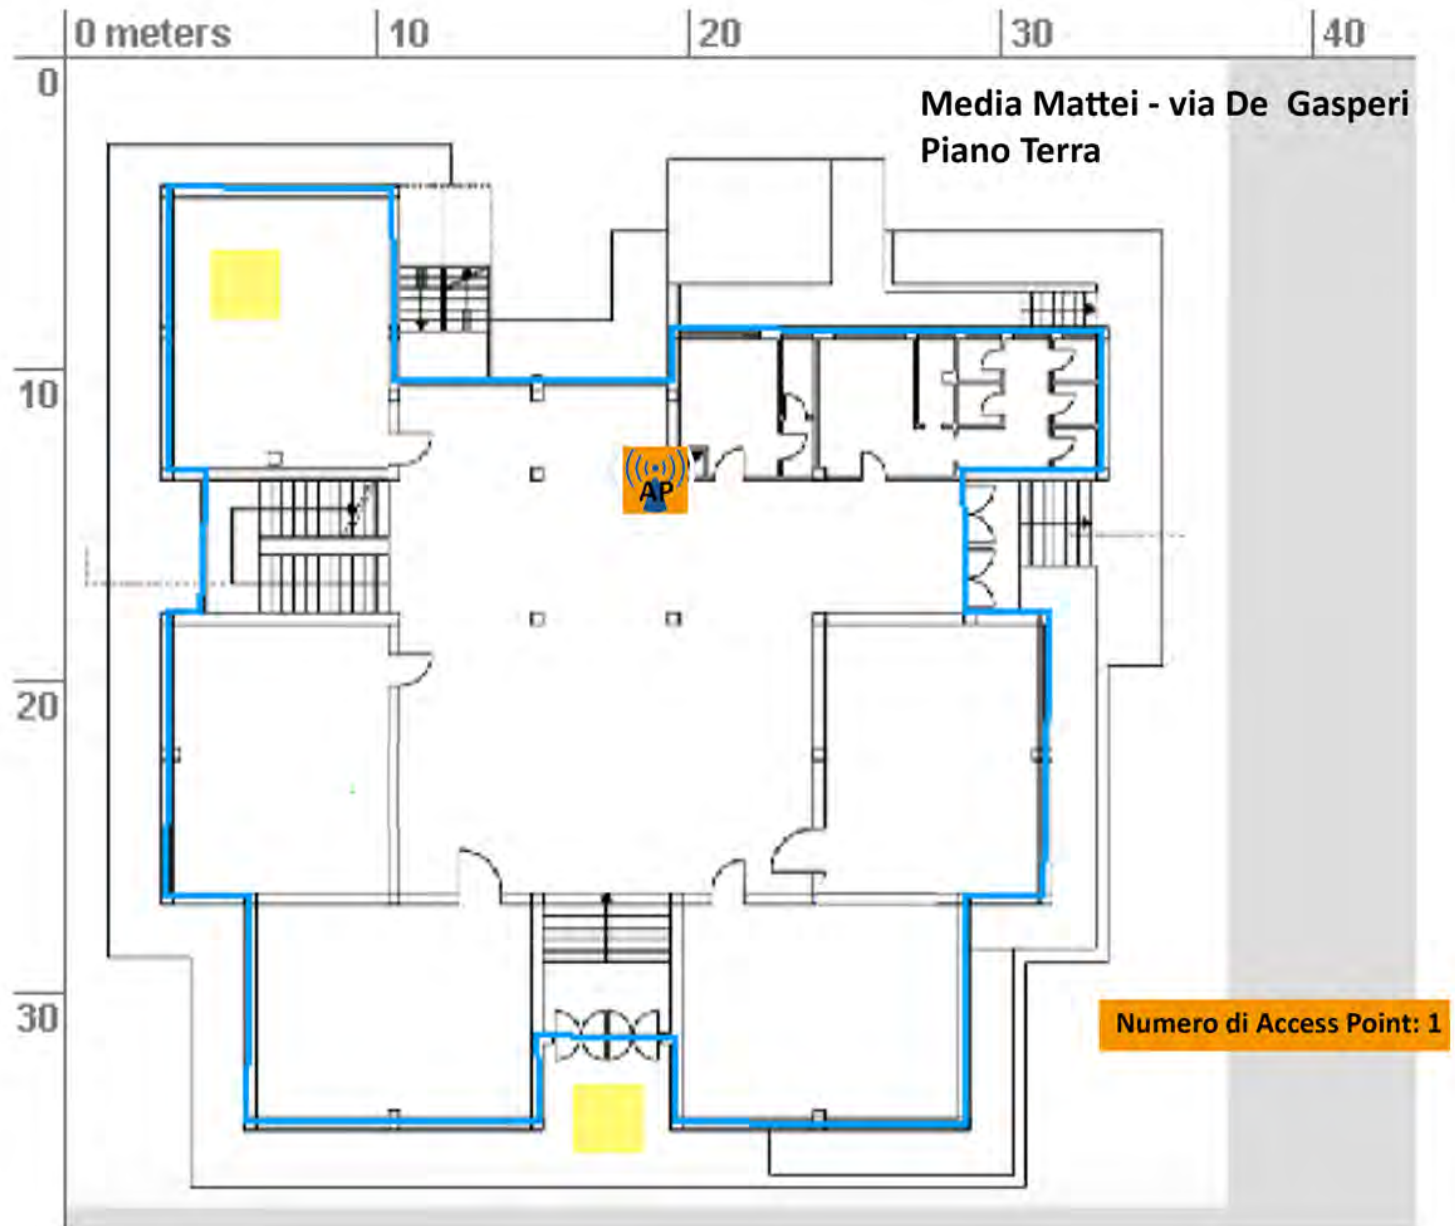 0 meters 10 20 30 40
0
Media Mattei - via De Gasperi
Piano Terra
10
AP
20
30
Numero di Access Point: 1